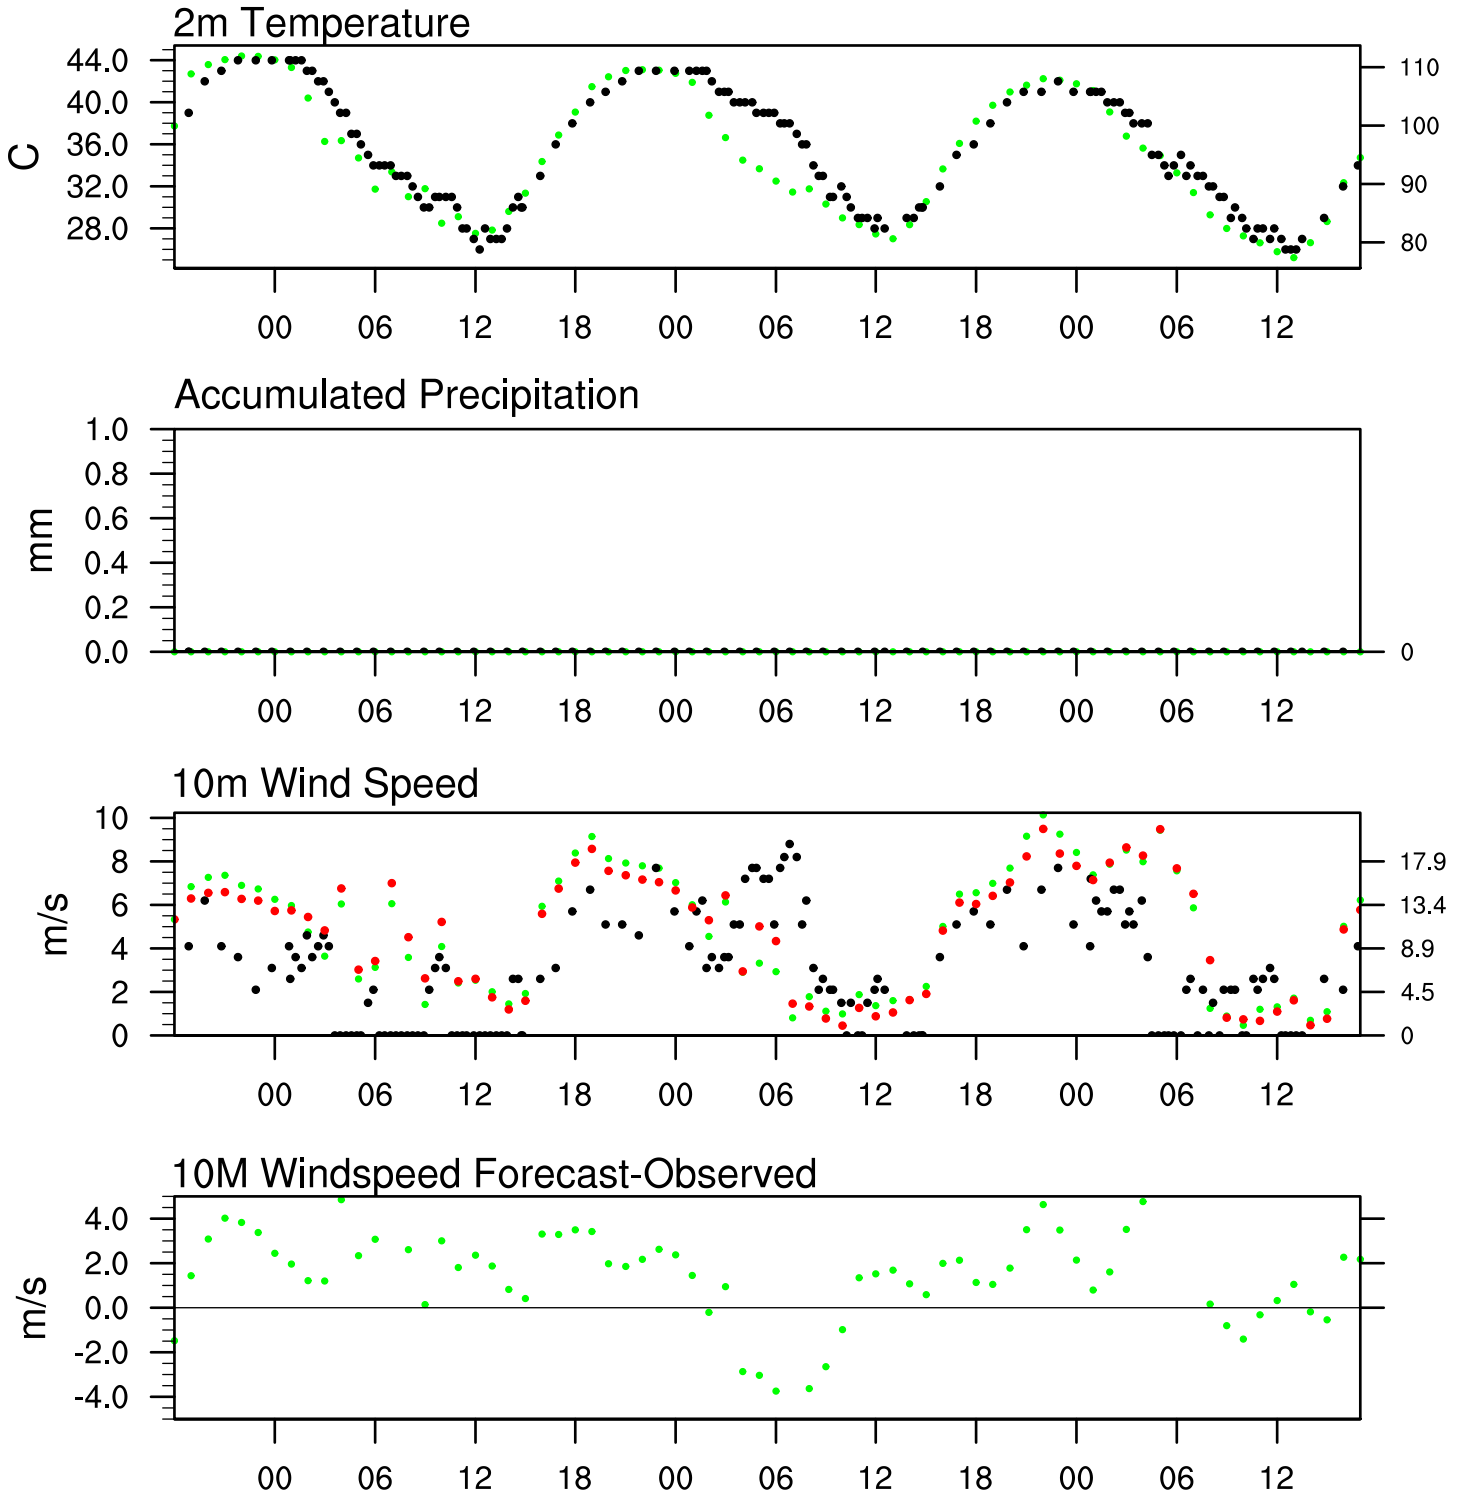 2m Temperature
44.0
40.0
36.0
32.0
28.0
C
110
100
90
80
00 06 12 18 00 06 12 18 00 06 12
Accumulated Precipitation
1.0
0.8
0.6
0.4
0.2
0.0
mm
0
00 06 12 18 00 06 12 18 00 06 12
10m Wind Speed
10
8
6
4
2
0
m/s
17.9
13.4
8.9
4.5
0
00 06 12 18 00 06 12 18 00 06 12
10M Windspeed Forecast-Observed
4.0
2.0
0.0
-2.0
-4.0
m/s
00 06 12 18 00 06 12 18 00 06 12